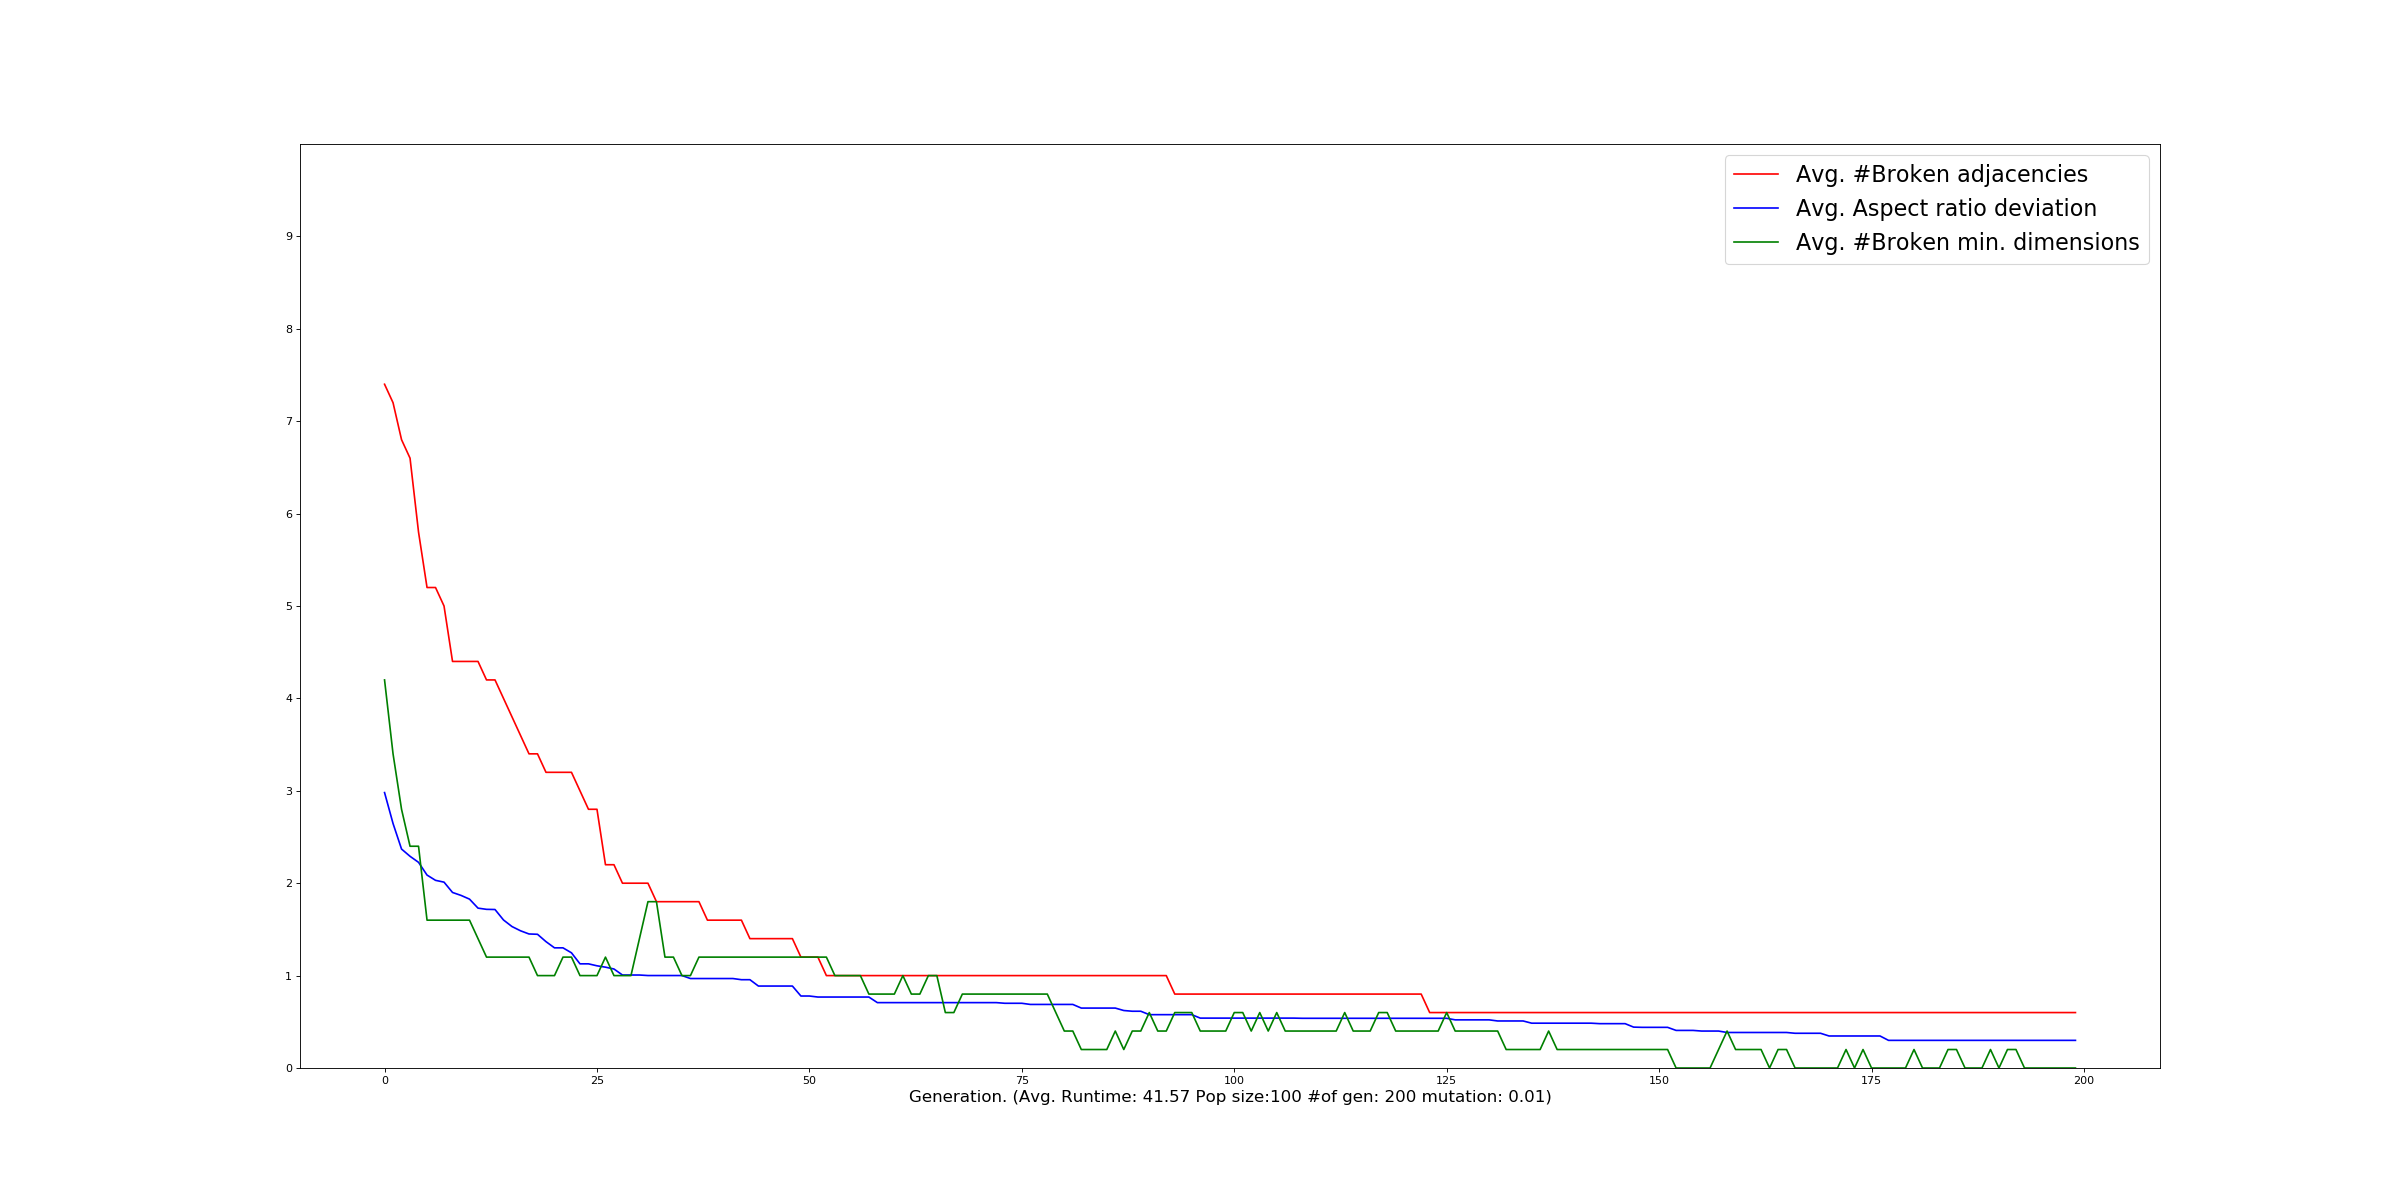 Avg. #Broken adjacencies
Avg. Aspect ratio deviation
Avg. #Broken min. dimensions
9
8
7
6
5
4
3
2
1
0
0 25 50 75 100 125 150 175 200
Generation. (Avg. Runtime: 41.57 Pop size:100 #of gen: 200 mutation: 0.01)